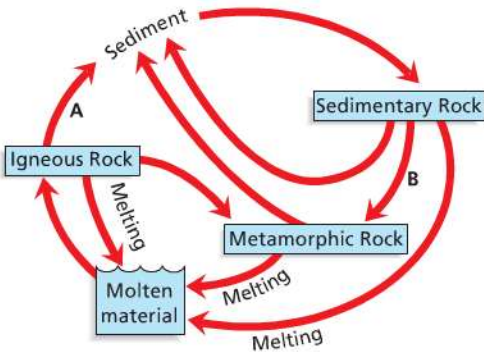 Sediment
Sedimentary Rock
A
Igneous Rock
B
Melting
Metamorphic Rock
Molten
material
Melting
Melting